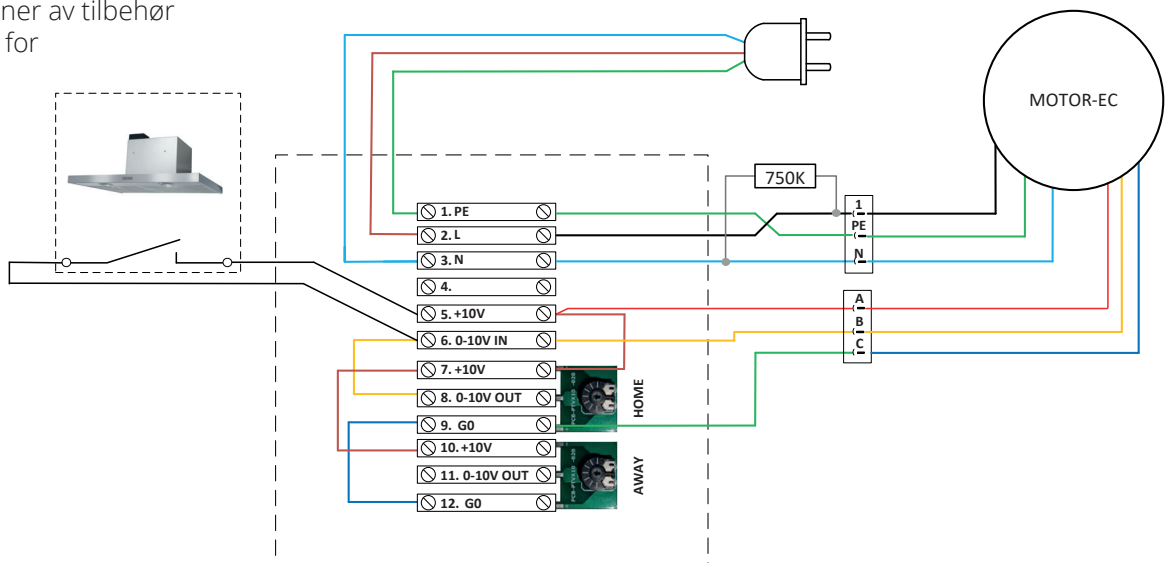 ner av tilbehør
for
MOTOR-EC
750K
1. PE
2. L
3. N
4.
5. +10V
6. 0-10V IN
7. +10V
8. 0-10V OUT
9. G0
10. +10V
11. 0-10V OUT
12. G0
HOME
AWAY
1
PE
N
A
B
C